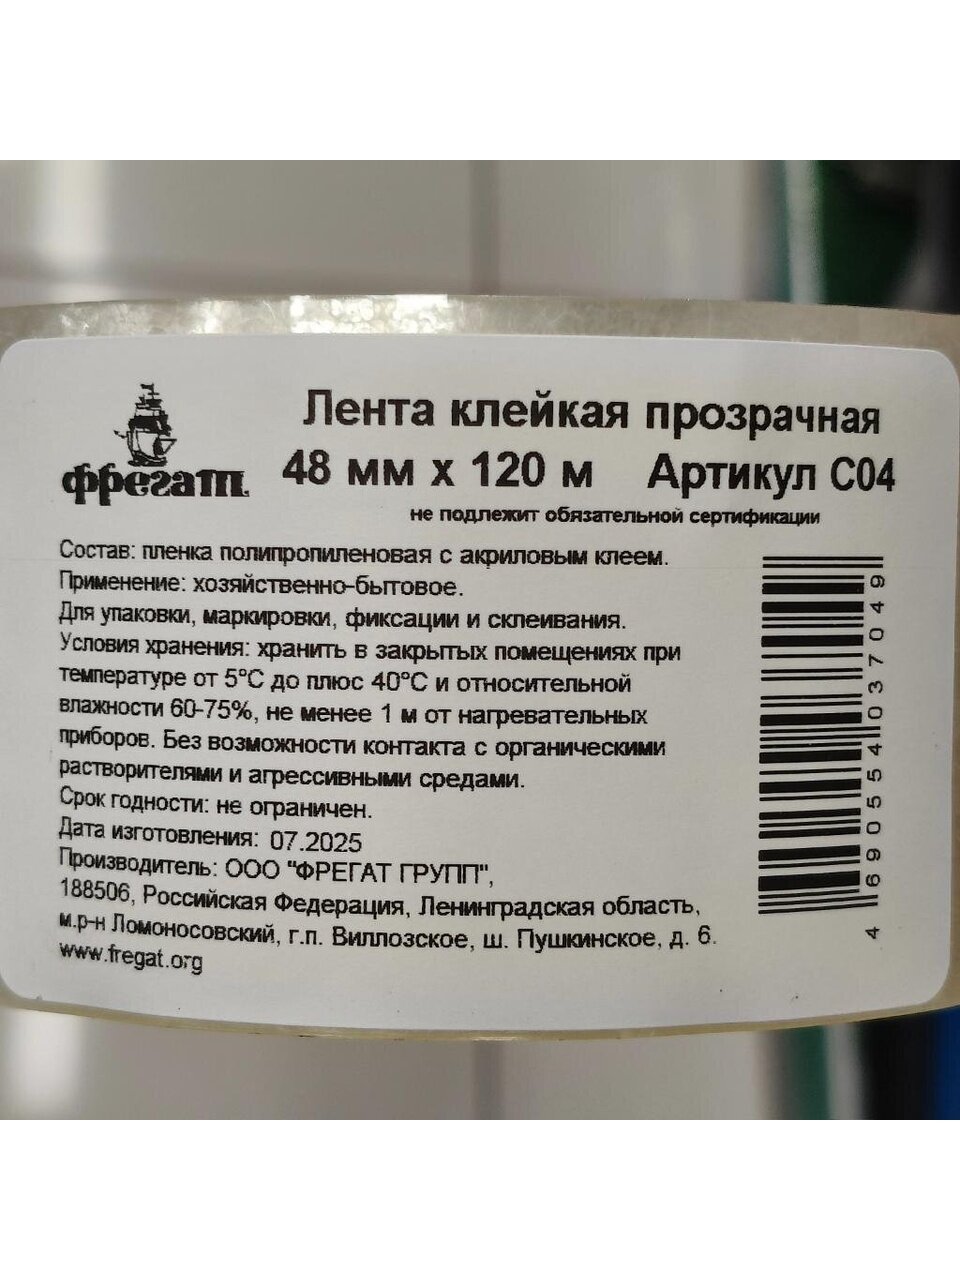 фрегат
Лента клейкая прозрачная
48 мм х 120 м Артикул С04
не подлежит обязательной сертификации
Состав: пленка полипропиленовая с акриловым клеем.
Применение: хозяйственно-бытовое.
Для упаковки, маркировки, фиксации и склеивания.
Условия хранения: хранить в закрытых помещениях при
температуре от 5°С до плюс 40°С и относительной
влажности 60-75%, не менее 1 м от нагревательных
приборов. Без возможности контакта с органическими
растворителями и агрессивными средами.
Срок годности: не ограничен.
Дата изготовления: 07.2025
Производитель: ООО "ФРЕГАТ ГРУПП",
188506, Российская Федерация, Ленинградская область,
м.р-н Ломоносовский, г.п. Виллозское, ш. Пушкинское, д. 6.
www.fregat.org
4690554037049